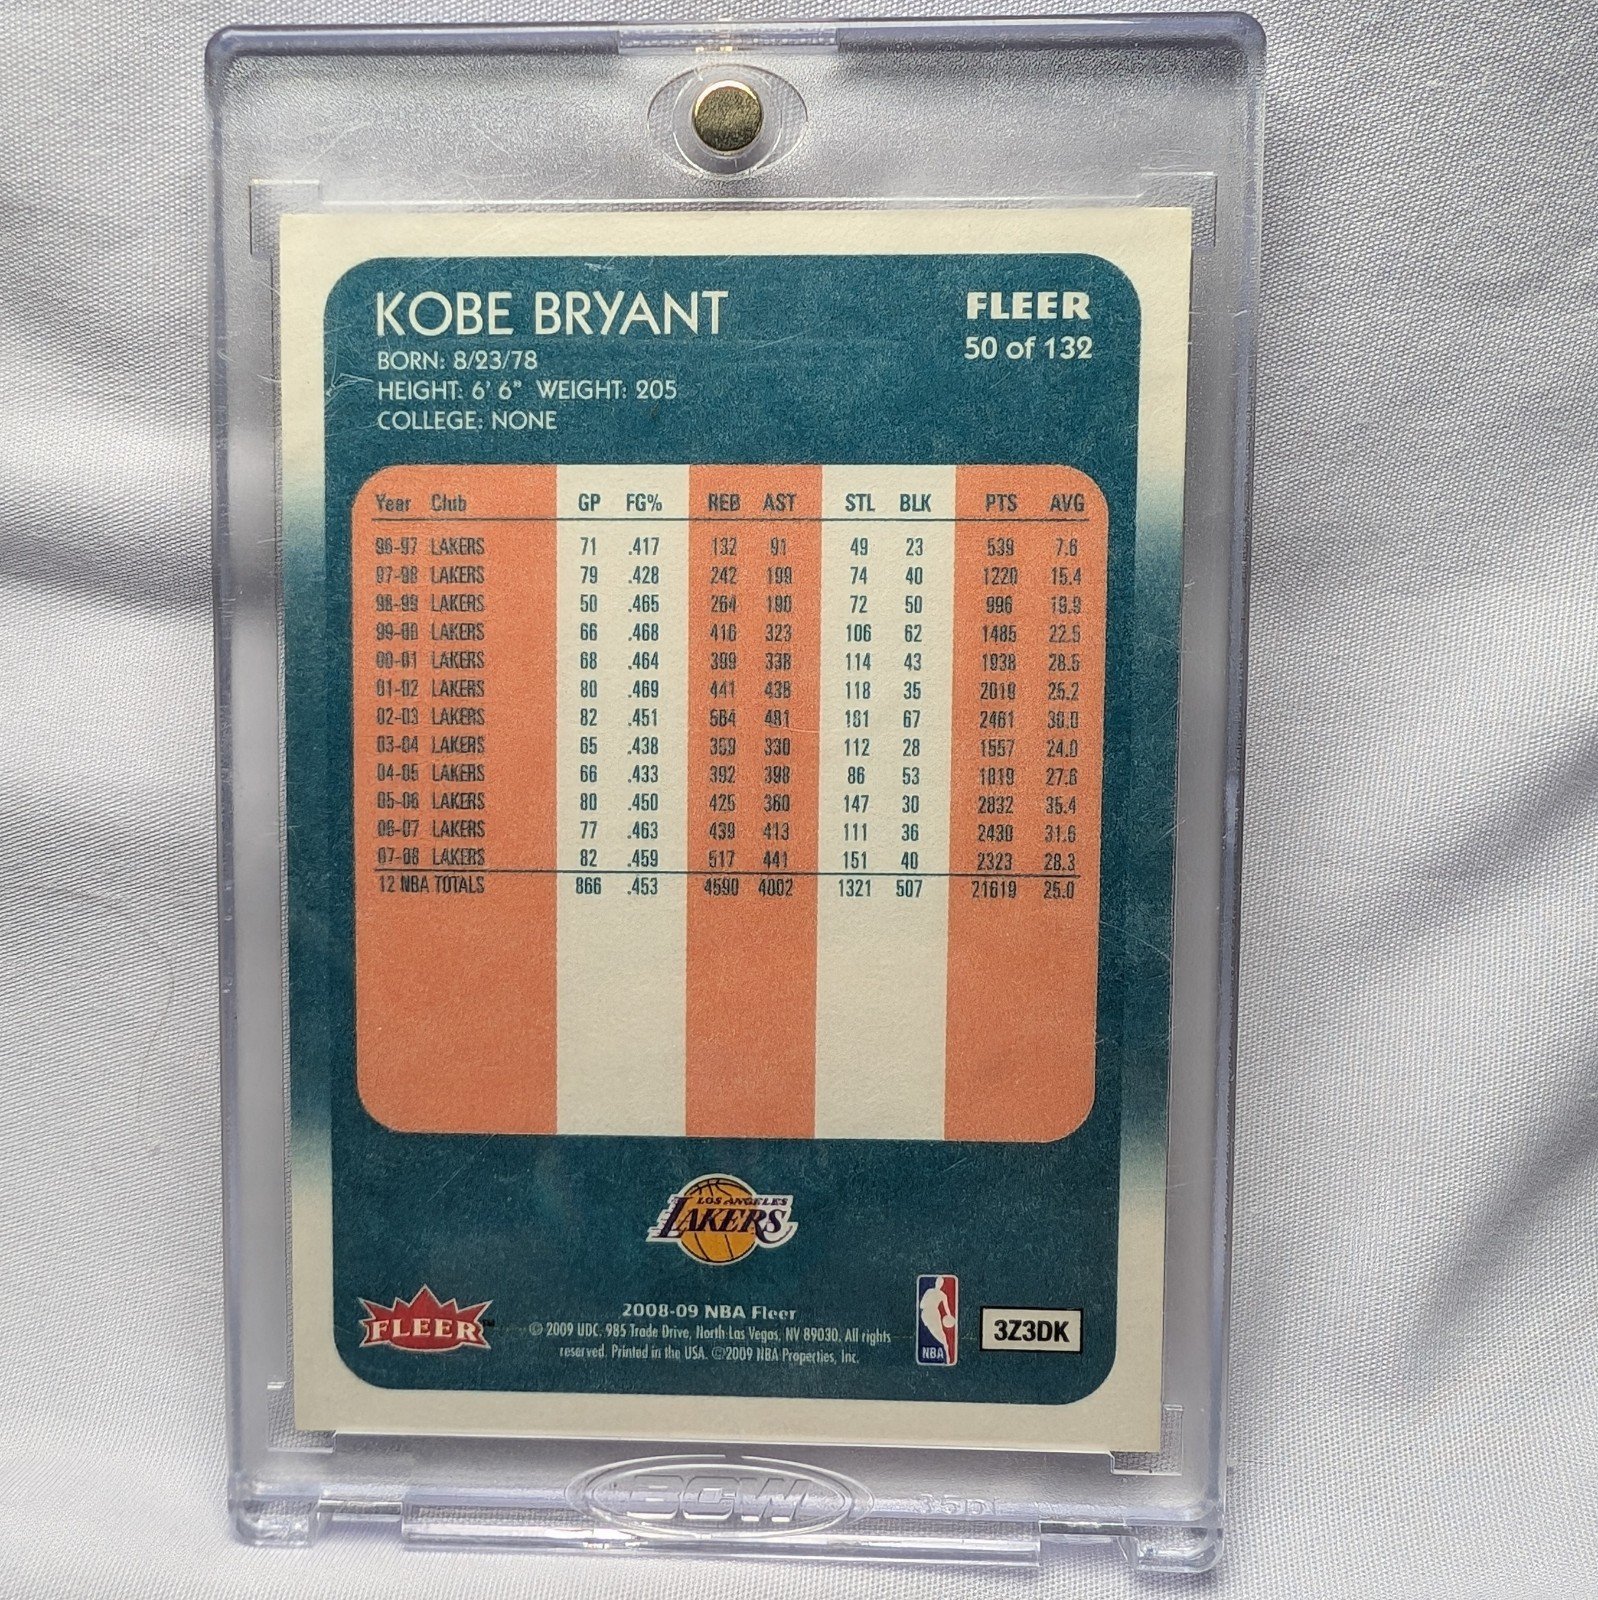 KOBE BRYANT
FLEER
50 of 132
BORN: 8/23/78
HEIGHT: 6' 6" WEIGHT: 205
COLLEGE: NONE
Year Club GP FG% REB AST STL BLK PTS AVG
96-97 LAKERS 71 .417 132 91 49 23 539 7.6
97-98 LAKERS 79 .428 242 199 74 40 1220 15.4
98-99 LAKERS 50 .465 264 190 72 50 996 19.9
99-00 LAKERS 66 .468 416 323 106 62 1485 22.5
00-01 LAKERS 68 .464 399 338 114 43 1938 28.5
01-02 LAKERS 80 .469 441 438 118 35 2019 25.2
02-03 LAKERS 82 .451 564 481 181 67 2461 30.0
03-04 LAKERS 65 .438 359 330 112 28 1557 24.0
04-05 LAKERS 66 .433 392 398 86 53 1819 27.6
05-06 LAKERS 80 .450 425 360 147 30 2832 35.4
06-07 LAKERS 77 .463 439 413 111 36 2430 31.6
07-08 LAKERS 82 .459 517 441 151 40 2323 28.3
12 NBA TOTALS 866 .453 4590 4002 1321 507 21619 25.0
LOS ANGELES
LAKERS
FLEER™
2008-09 NBA Fleer
© 2009 UDC. 985 Trade Drive, North Las Vegas, NV 89030. All rights
reserved. Printed in the USA. ©2009 NBA Properties, Inc.
NBA
3Z3DK
BCW